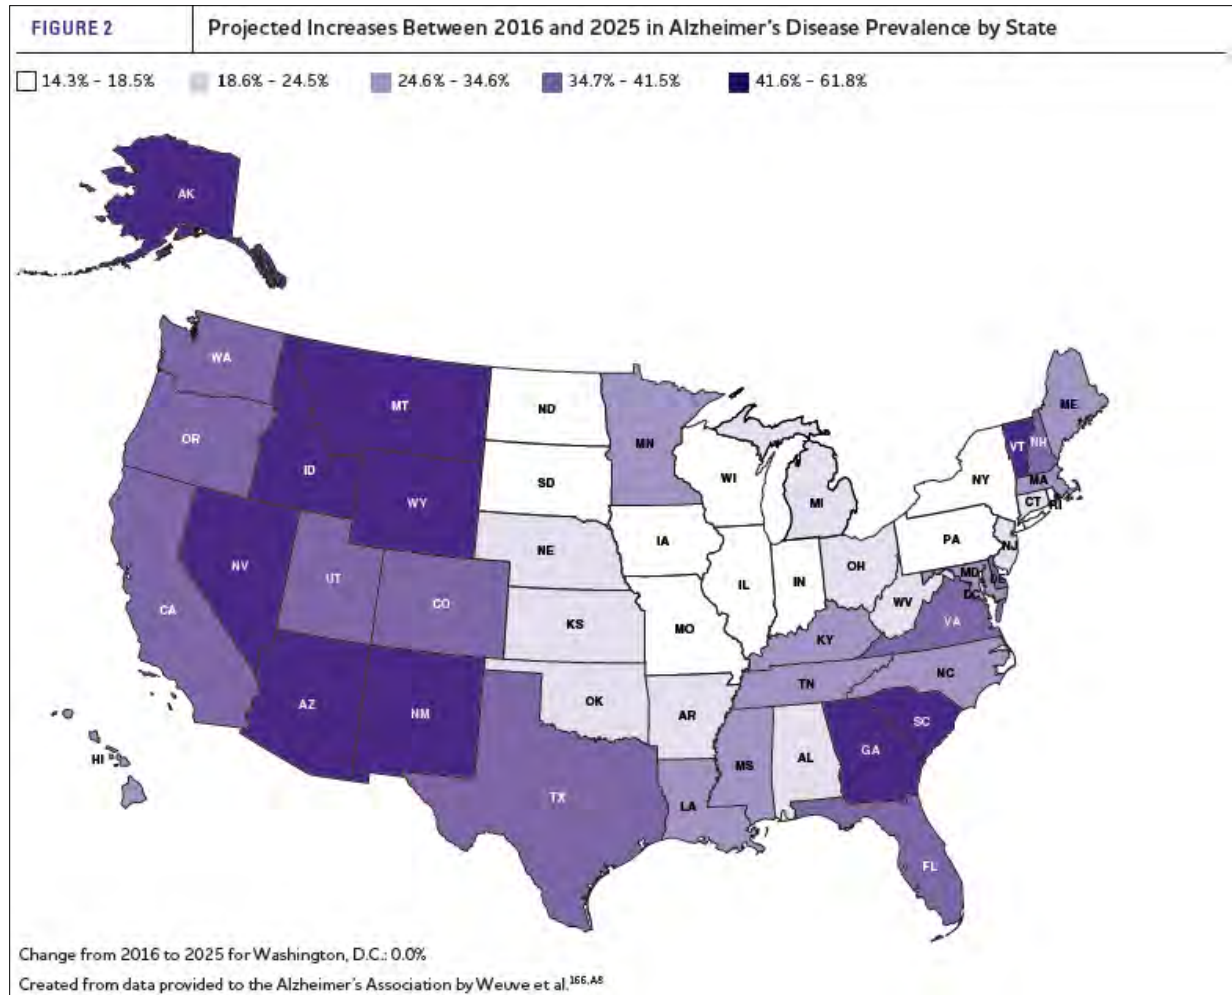 FIGURE 2
Projected Increases Between 2016 and 2025 in Alzheimer's Disease Prevalence by State
14.3% - 18.5%
18.6% - 24.5%
24.6% - 34.6%
34.7% - 41.5%
41.6% - 61.8%
AK
WA
MT
ND
MN
ME
VT
NH
OR
ID
SD
WI
NY
MA
WY
MI
CT
RI
IA
PA
NE
NJ
NV
UT
OH
IL
IN
MD
DE
CO
DC
CA
KS
WV
VA
MO
KY
NC
TN
AZ
NM
OK
AR
SC
HI
GA
MS
AL
TX
LA
FL
Change from 2016 to 2025 for Washington, D.C.: 0.0%
Created from data provided to the Alzheimer's Association by Weuve et al.166,A8